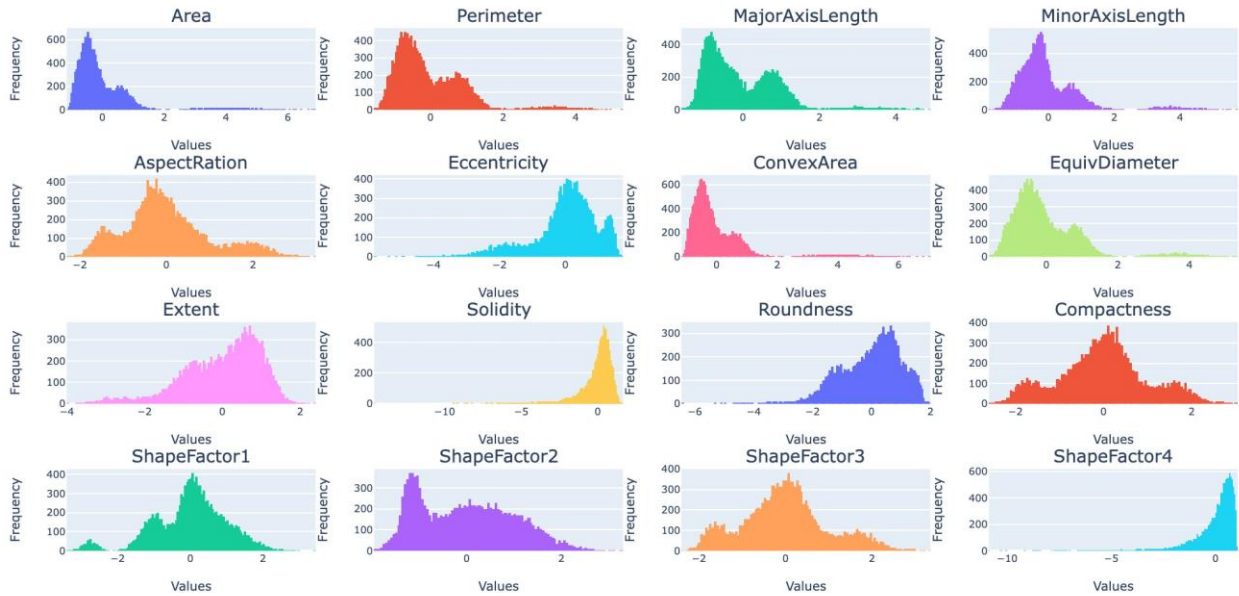 Area
Frequency
600
400
200
0
0 2 4 6
Values
Perimeter
Frequency
400
300
200
100
0
0 2 4
Values
MajorAxisLength
Frequency
400
200
0
0 2 4
Values
MinorAxisLength
Frequency
400
200
0
0 2 4
Values
AspectRation
Frequency
400
300
200
100
0
−2 0 2
Values
Eccentricity
Frequency
400
300
200
100
0
−4 −2 0
Values
ConvexArea
Frequency
600
400
200
0
0 2 4 6
Values
EquivDiameter
Frequency
400
300
200
100
0
0 2 4
Values
Extent
Frequency
300
200
100
0
−4 −2 0 2
Values
Solidity
Frequency
400
200
0
−10 −5 0
Values
Roundness
Frequency
300
200
100
0
−6 −4 −2 0 2
Values
Compactness
Frequency
400
300
200
100
0
−2 0 2
Values
ShapeFactor1
Frequency
400
300
200
100
0
−2 0 2
Values
ShapeFactor2
Frequency
300
200
100
0
0 2
Values
ShapeFactor3
Frequency
300
200
100
0
−2 −1 0 1 2 3
Values
ShapeFactor4
Frequency
600
400
200
0
−10 −5 0
Values